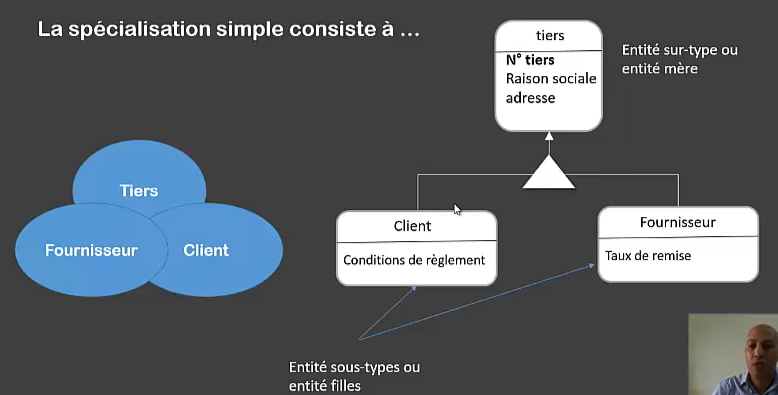 La spécialisation simple consiste à ...
tiers
N° tiers
Raison sociale
adresse
Entité sur-type ou
entité mère
Tiers
Fournisseur
Client
Client
Conditions de règlement
Fournisseur
Taux de remise
Entité sous-types ou
entité filles